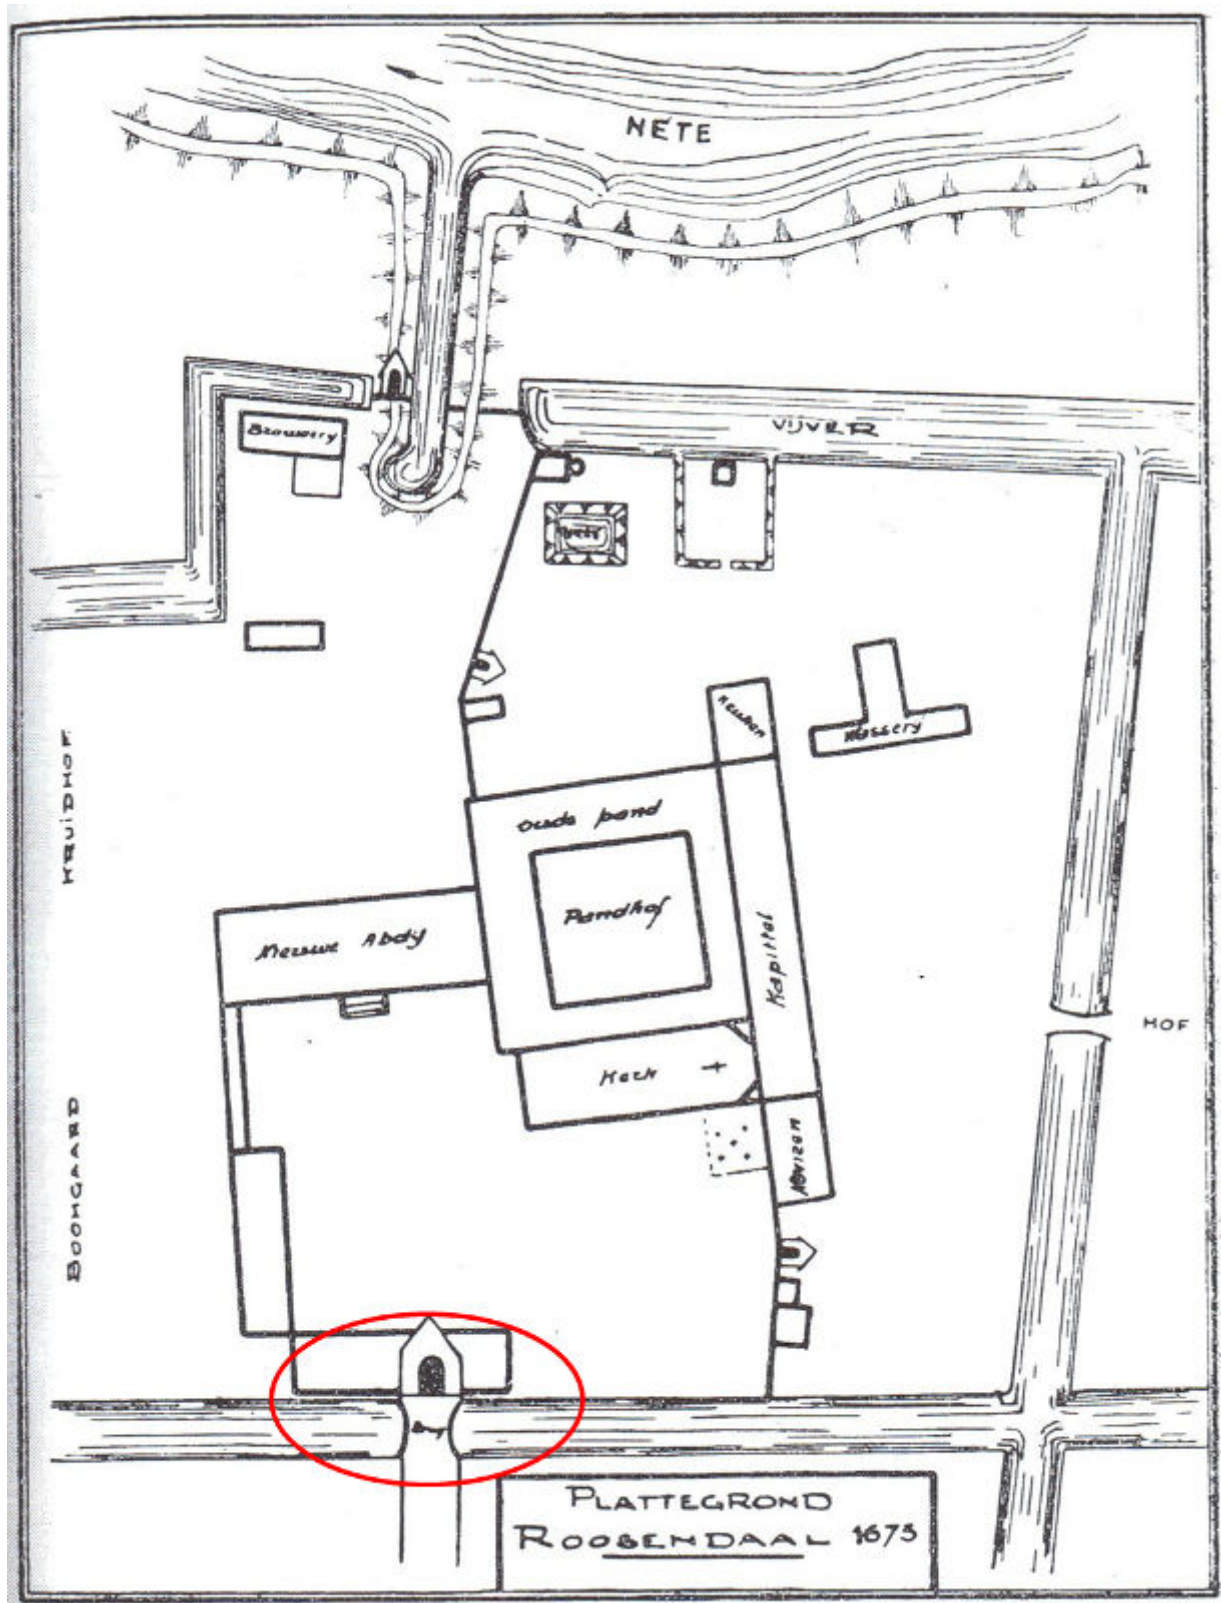 NETE
VIJVER
Brouwery
Keuken
Wassery
KRUIDHOF
Oude pand
Pandhof
Nieuwe Abdy
Kapittel
HOF
Kerk
BOOMGAARD
Brug
PLATTEGROND
ROOSENDAAL 1675